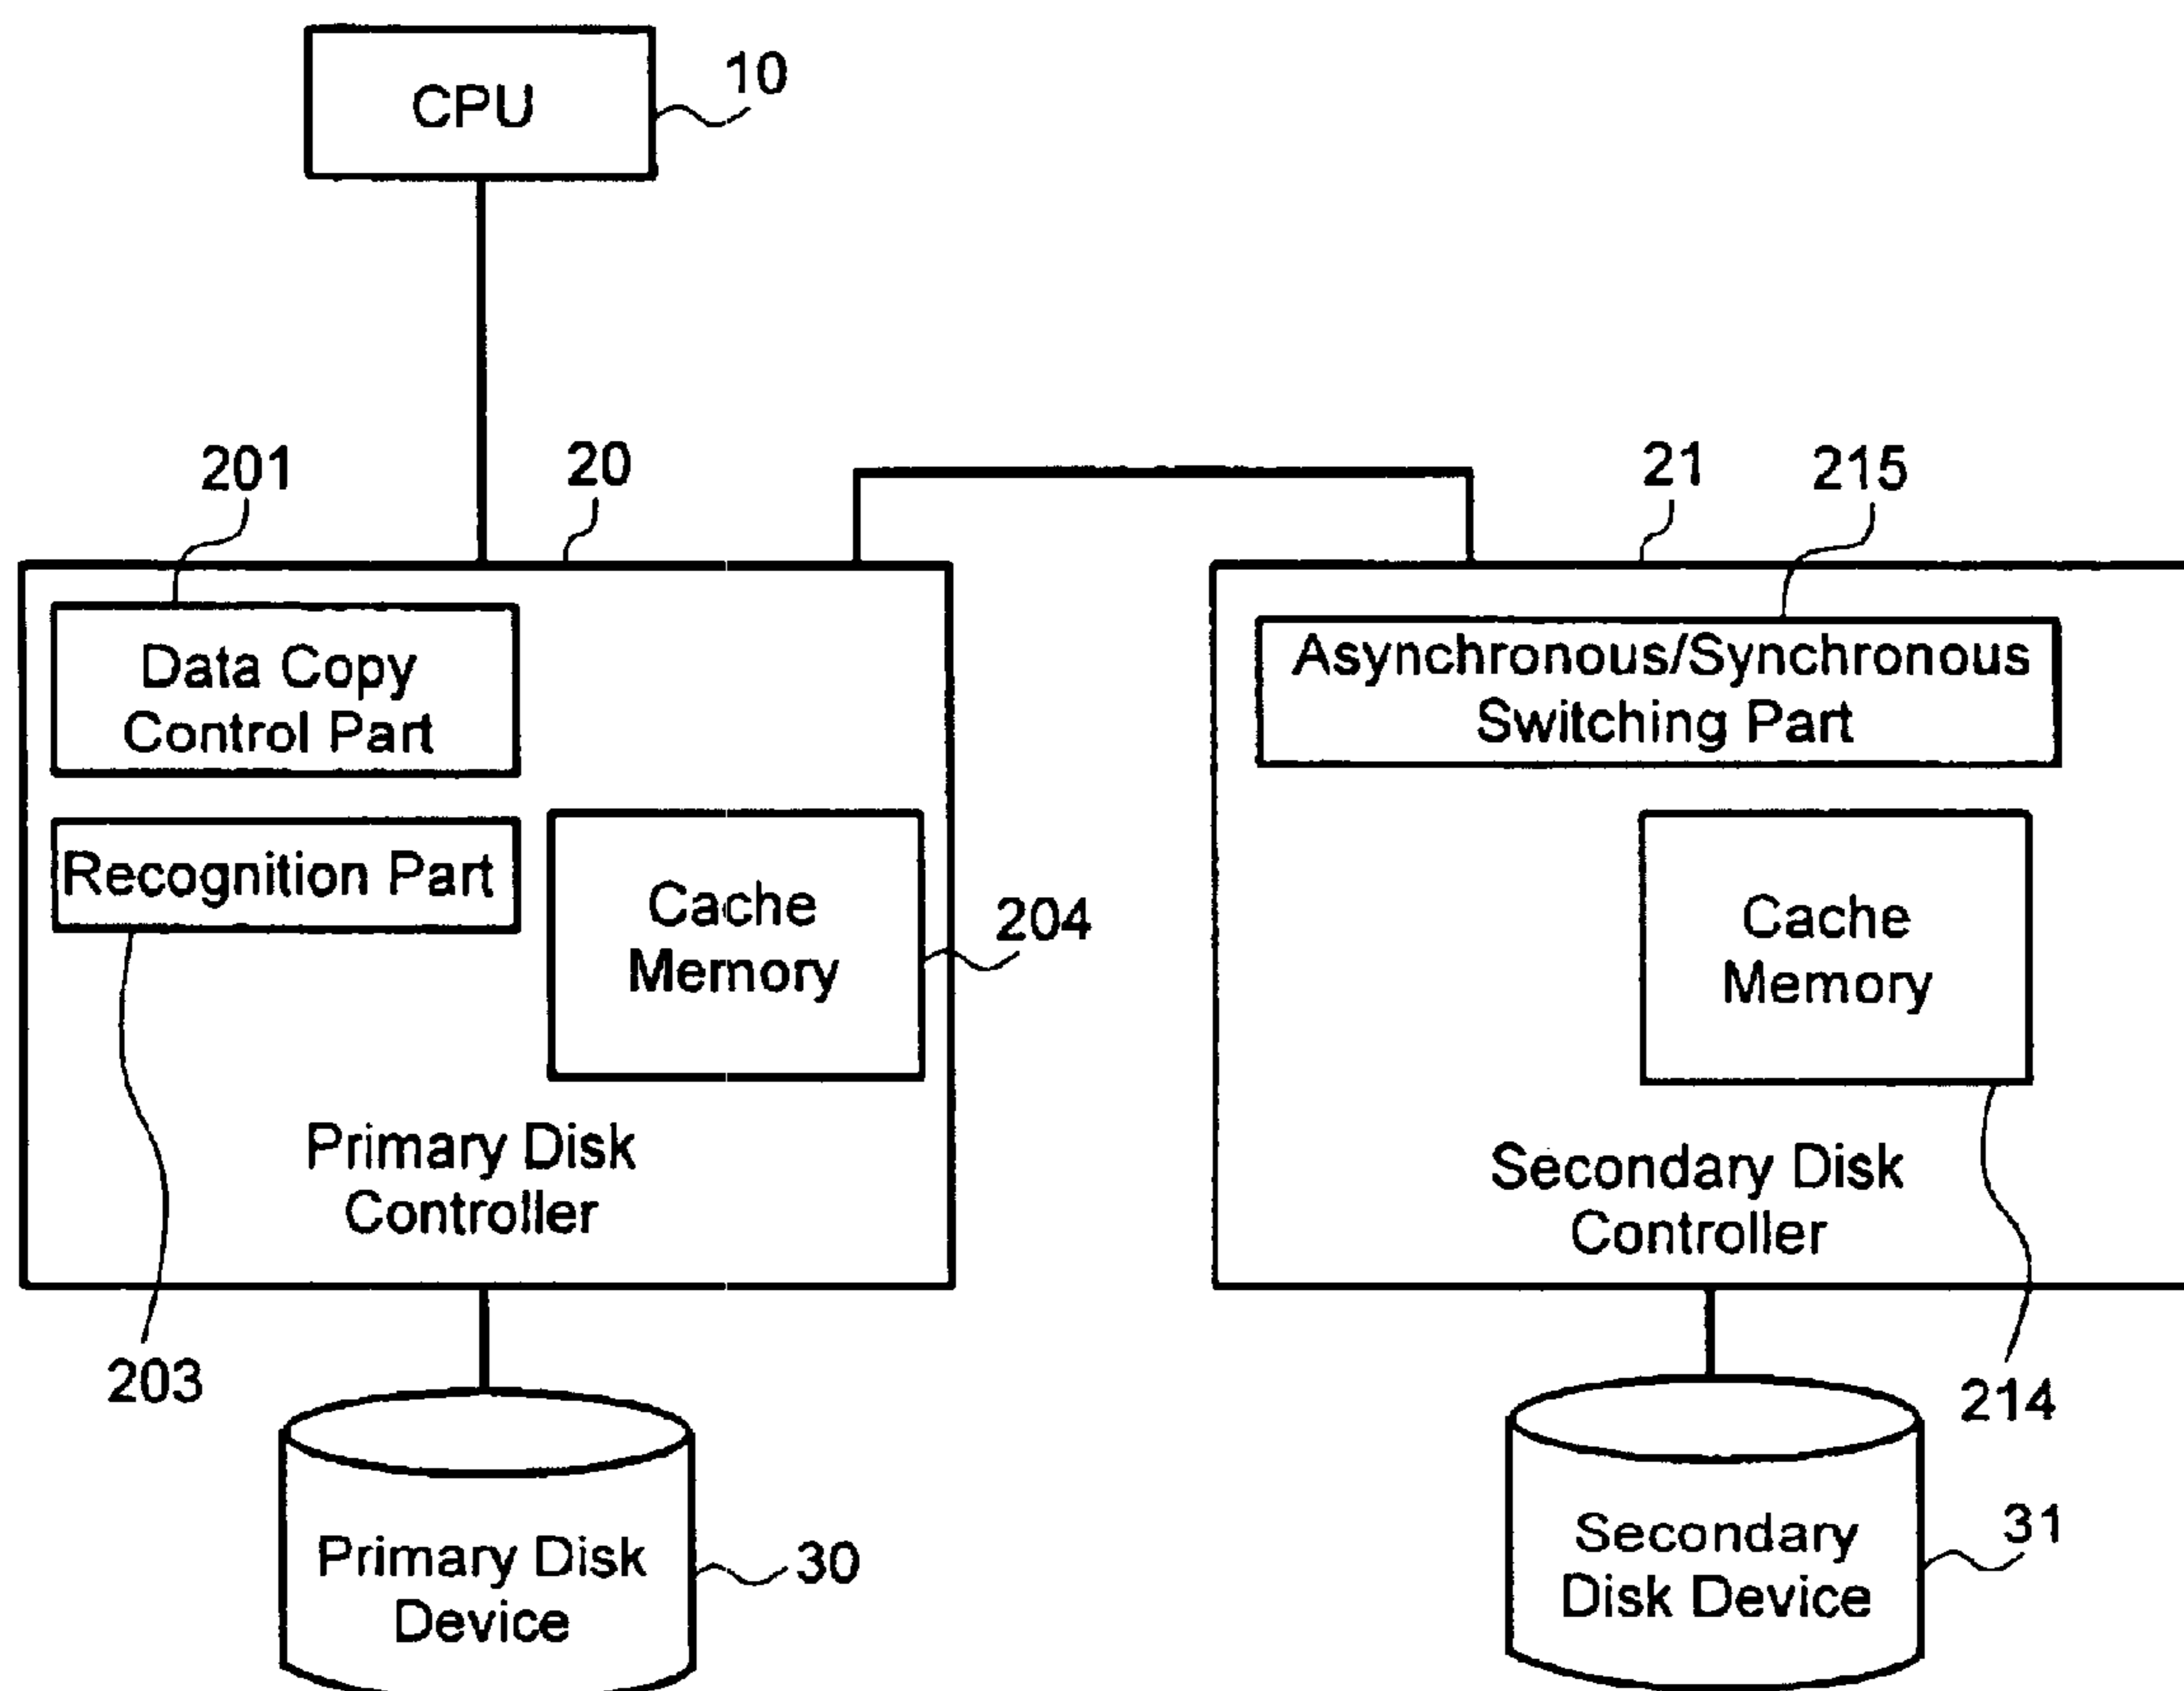 CPU
10
201
20
21
215
Data Copy
Control Part
Asynchronous/Synchronous
Switching Part
Recognition Part
Cache
Memory
204
Cache
Memory
Primary Disk
Controller
Secondary Disk
Controller
203
214
Primary Disk
Device
30
Secondary
Disk Device
31